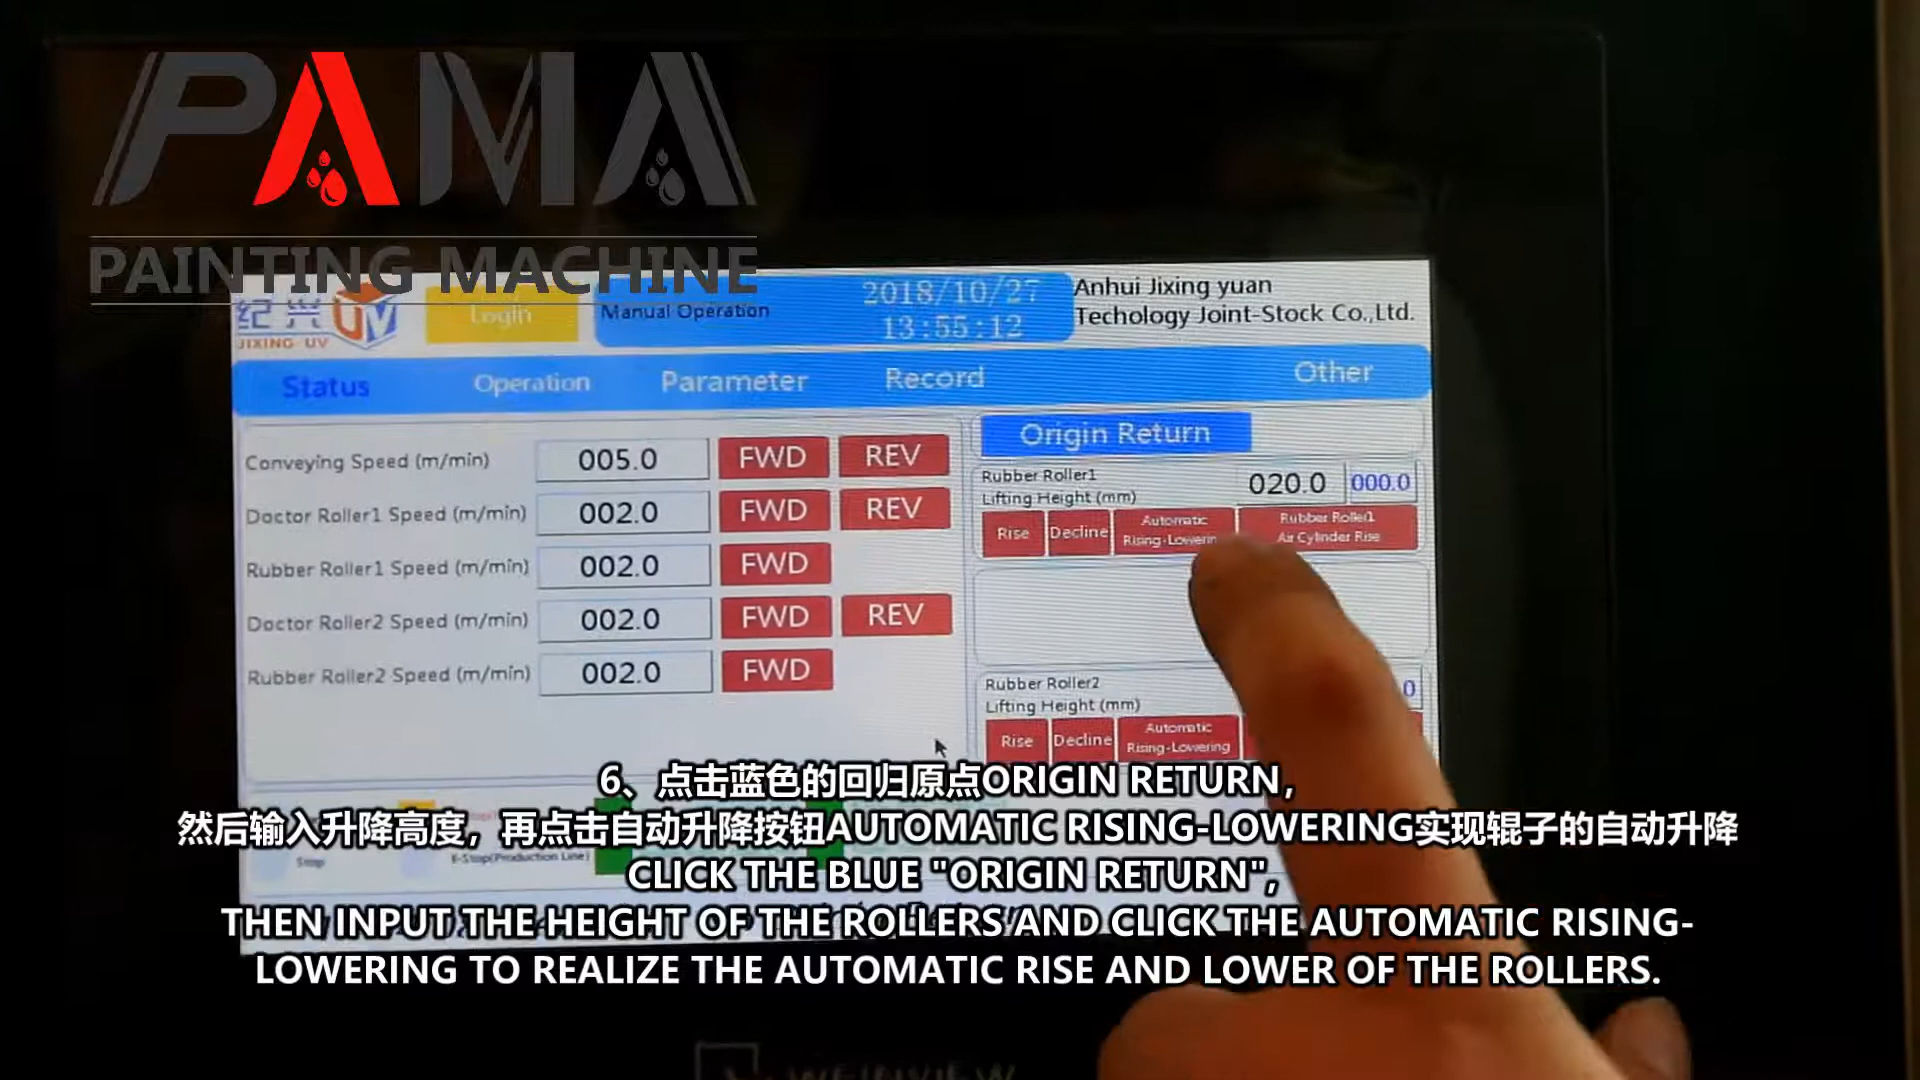 PAMA
PAINTING MACHINE
纪兴 UV
JIXING UV
Login
Manual Operation
2018/10/27
13:55:12
Anhui Jixing yuan
Techology Joint-Stock Co.,Ltd.
Status Operation Parameter Record Other
Conveying Speed (m/min) 005.0 FWD REV
Doctor Roller1 Speed (m/min) 002.0 FWD REV
Rubber Roller1 Speed (m/min) 002.0 FWD
Doctor Roller2 Speed (m/min) 002.0 FWD REV
Rubber Roller2 Speed (m/min) 002.0 FWD
Origin Return
Rubber Roller1
Lifting Height (mm) 020.0 000.0
Rise Decline Automatic Rising-Lowering Rubber Roller1 Air Cylinder Rise
Rubber Roller2
Lifting Height (mm) 0
Rise Decline Automatic Rising-Lowering
Stop E-Stop(Production Line)
6、点击蓝色的回归原点ORIGIN RETURN，
然后输入升降高度，再点击自动升降按钮AUTOMATIC RISING-LOWERING实现辊子的自动升降
CLICK THE BLUE "ORIGIN RETURN",
THEN INPUT THE HEIGHT OF THE ROLLERS AND CLICK THE AUTOMATIC RISING-
LOWERING TO REALIZE THE AUTOMATIC RISE AND LOWER OF THE ROLLERS.
WEINVIEW